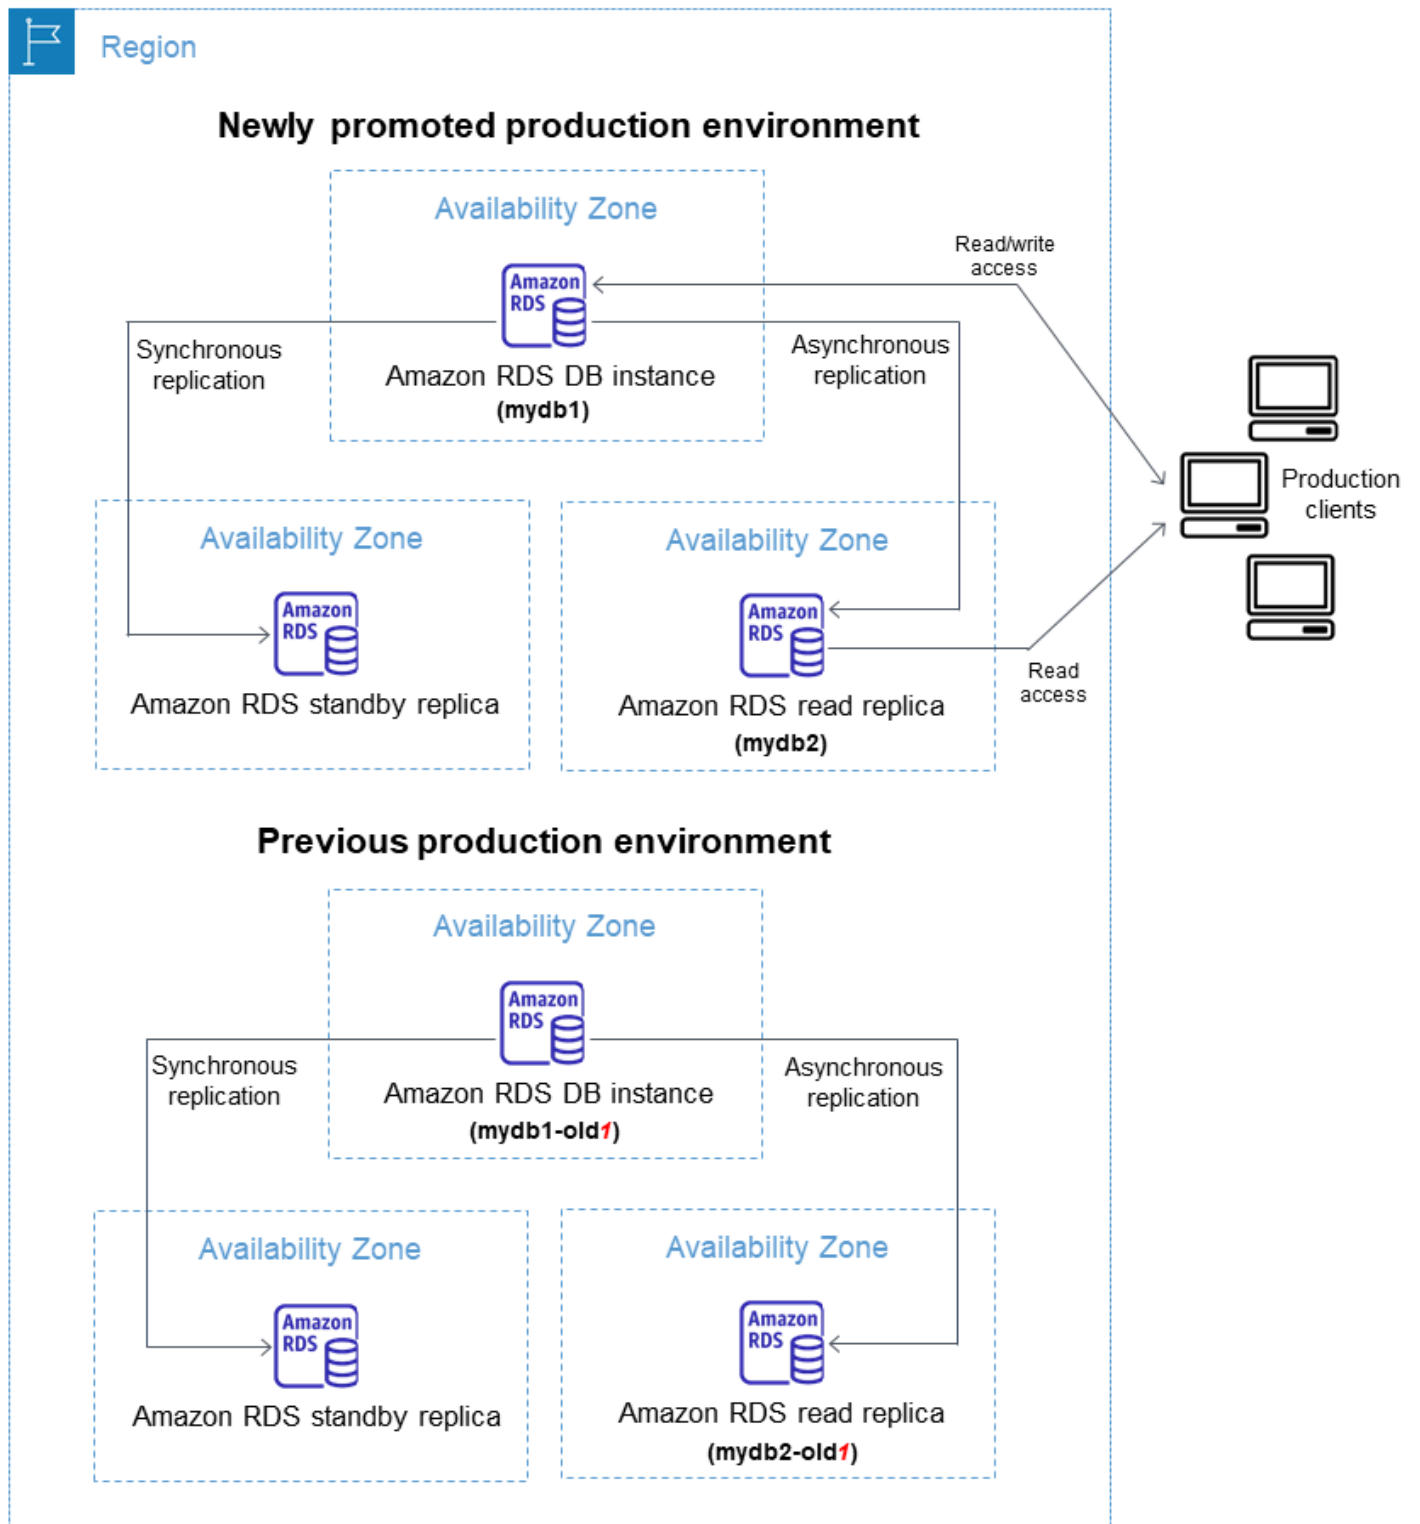 Region
Newly promoted production environment
Availability Zone
Read/write
access
Amazon
RDS
Synchronous
replication
Asynchronous
replication
Amazon RDS DB instance
(mydb1)
Production
clients
Availability Zone
Availability Zone
Amazon
RDS
Amazon
RDS
Amazon RDS standby replica
Amazon RDS read replica
(mydb2)
Read
access
Previous production environment
Availability Zone
Amazon
RDS
Synchronous
replication
Asynchronous
replication
Amazon RDS DB instance
(mydb1-old1)
Availability Zone
Availability Zone
Amazon
RDS
Amazon
RDS
Amazon RDS standby replica
Amazon RDS read replica
(mydb2-old1)